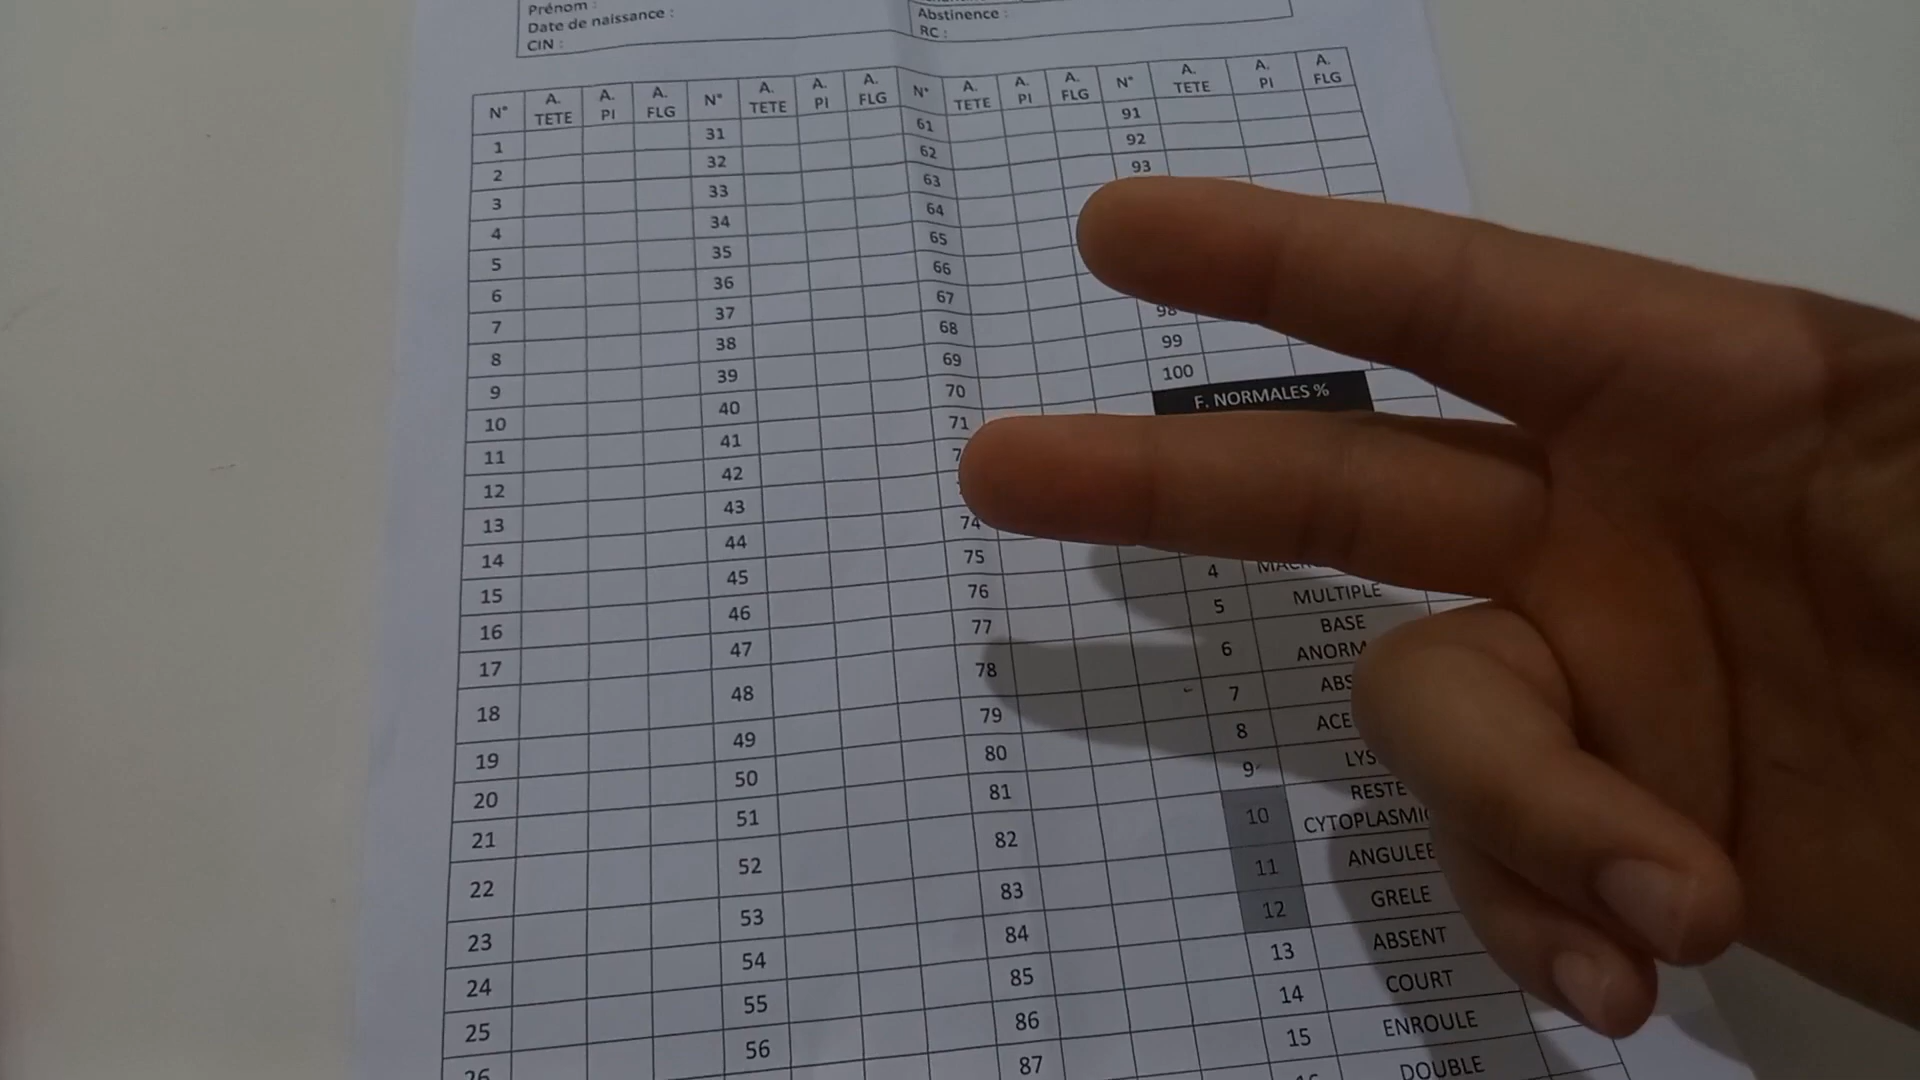 Prénom :
Date de naissance :
CIN :
Abstinence :
RC :
N° A. TETE A. PI A. FLG N° A. TETE A. PI A. FLG N° A. TETE A. PI A. FLG N° A. TETE A. PI A. FLG
1 31 61 91
2 32 62 92
3 33 63 93
4 34 64
5 35 65
6 36 66
7 37 67
8 38 68 98
9 39 69 99
10 40 70 100
F. NORMALES %
11 41 71
12 42
13 43
14 44 74
15 45 75 4
16 46 76 5 MULTIPLE
17 47 77 6 BASE
18 48 78 7
19 49 79 8
20 50 80 9
21 51 81 10 RESTE
22 52 82 11 ANGULEE
23 53 83 12 GRELE
24 54 84 13 ABSENT
25 55 85 14 COURT
26 56 86 15 ENROULE
87 DOUBLE